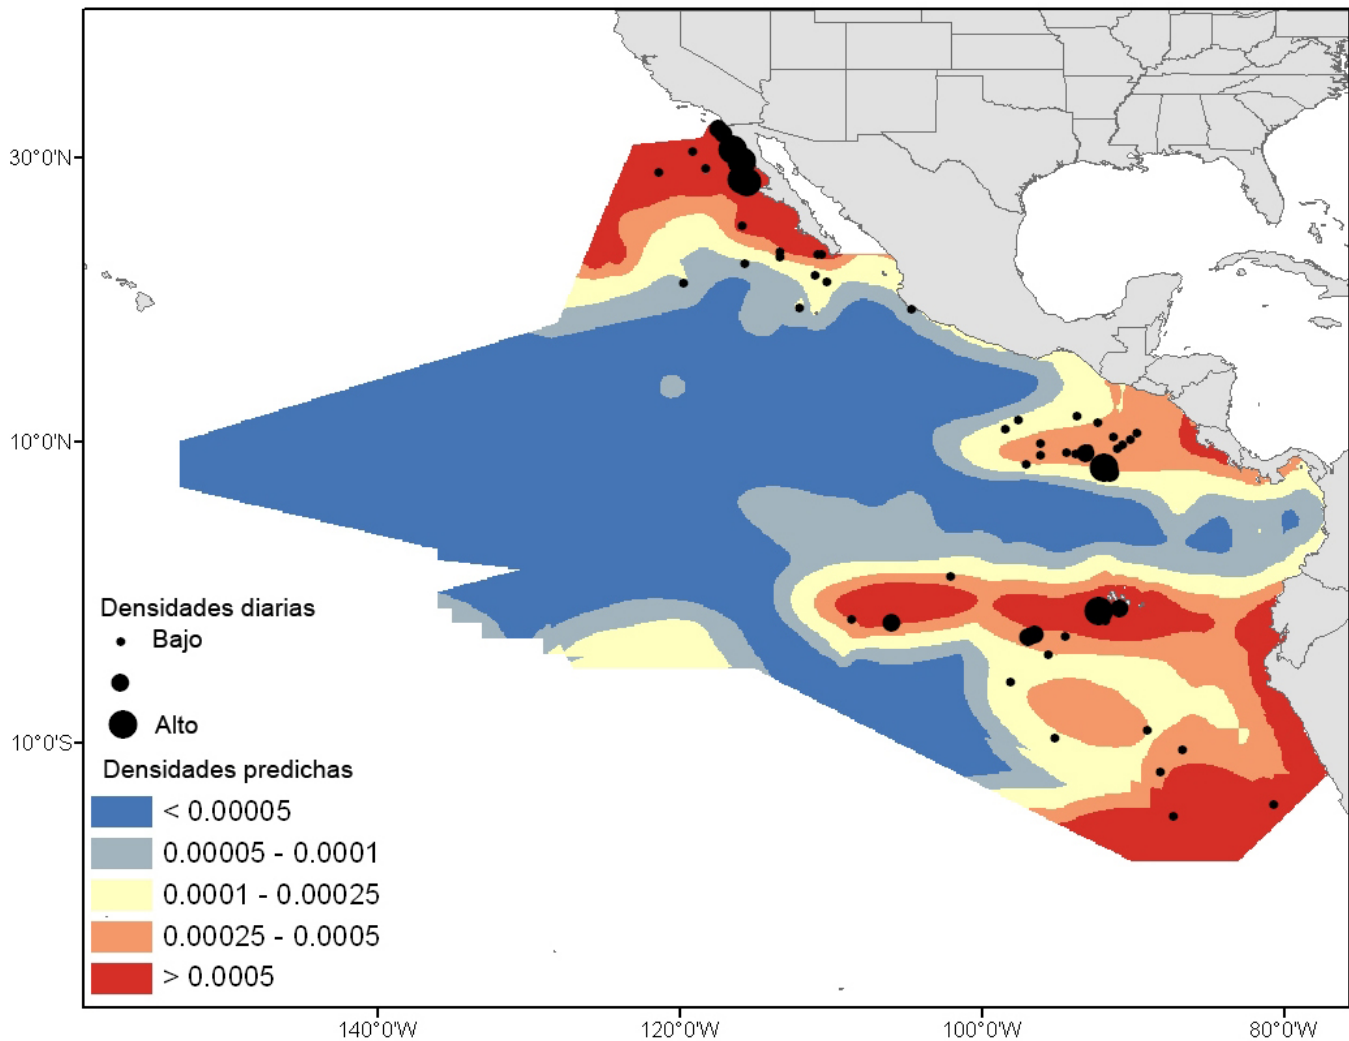 30°0'N
10°0'N
10°0'S
Densidades diarias
Bajo
Alto
Densidades predichas
< 0.00005
0.00005 - 0.0001
0.0001 - 0.00025
0.00025 - 0.0005
> 0.0005
140°0'W
120°0'W
100°0'W
80°0'W